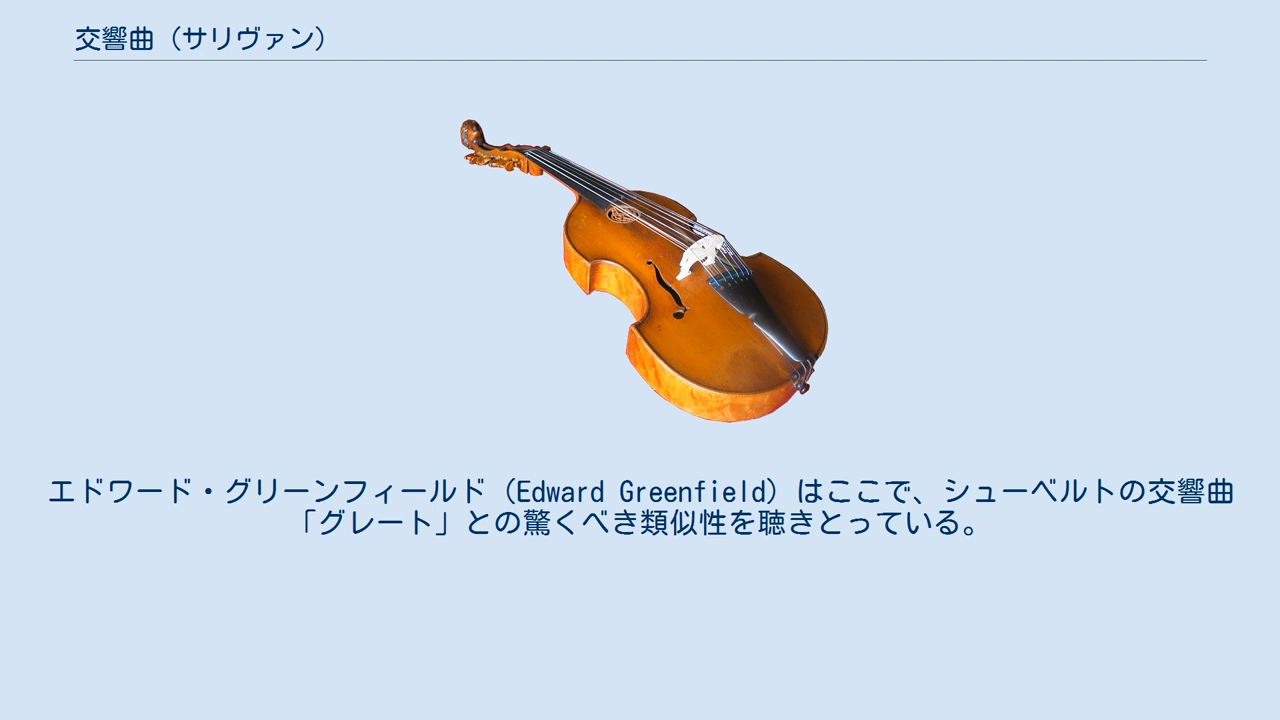 交響曲（サリヴァン）
エドワード・グリーンフィールド（Edward Greenfield）はここで、シューベルトの交響曲
「グレート」との驚くべき類似性を聴きとっている。